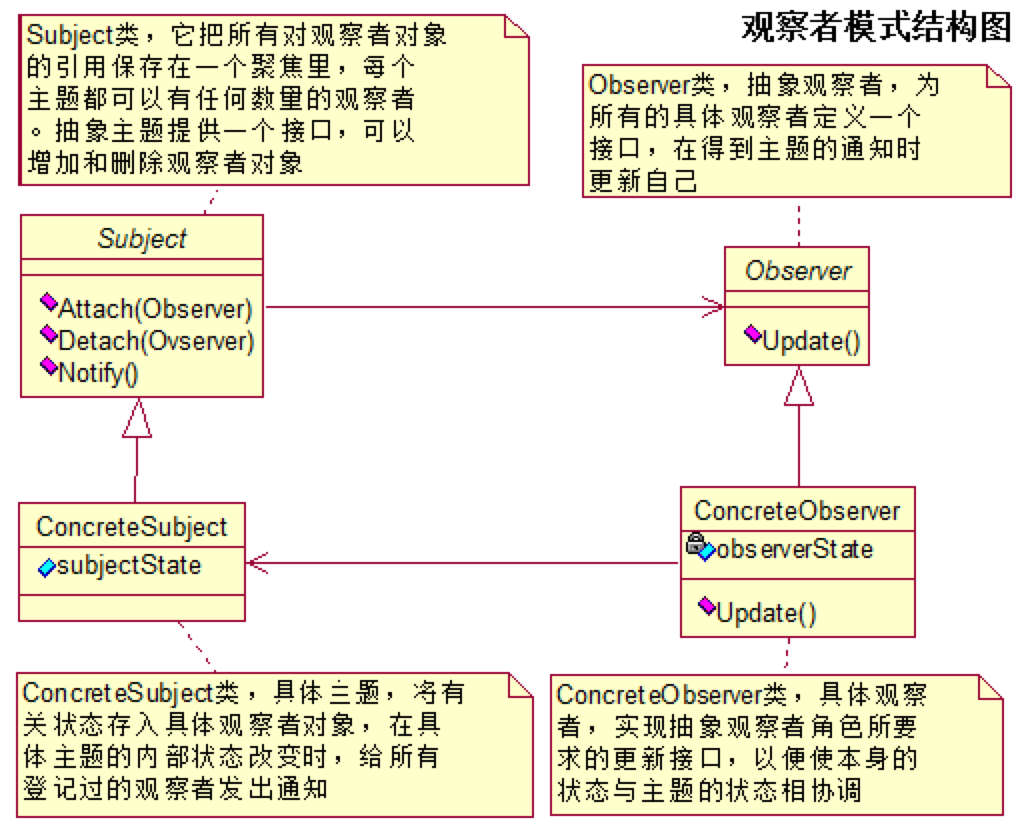 观察者模式结构图
Subject类，它把所有对观察者对象
的引用保存在一个聚焦里，每个
主题都可以有任何数量的观察者
。抽象主题提供一个接口，可以
增加和删除观察者对象
Observer类，抽象观察者，为
所有的具体观察者定义一个
接口，在得到主题的通知时
更新自己
Subject
Attach(Observer)
Detach(Ovserver)
Notify()
Observer
Update()
ConcreteSubject
subjectState
ConcreteObserver
observerState
Update()
ConcreteSubject类，具体主题，将有
关状态存入具体观察者对象，在具
体主题的内部状态改变时，给所有
登记过的观察者发出通知
ConcreteObserver类，具体观察
者，实现抽象观察者角色所要
求的更新接口，以便使本身的
状态与主题的状态相协调